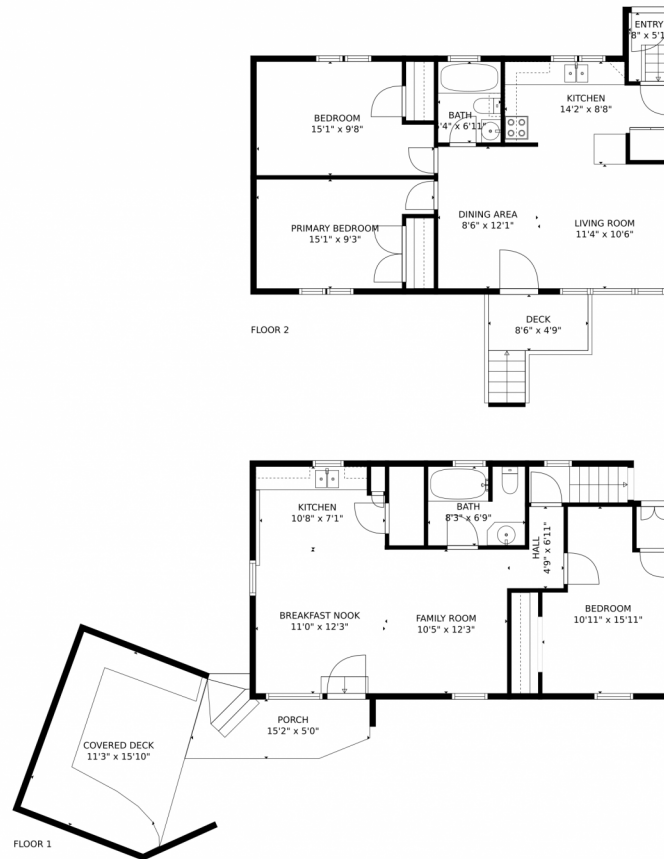 ENTRY
BEDROOM
15'1" x 9'8"
BATH
6'11"
KITCHEN
14'2" x 8'8"
PRIMARY BEDROOM
15'1" x 9'3"
DINING AREA
8'6" x 12'1"
LIVING ROOM
11'4" x 10'6"
DECK
8'6" x 4'9"
FLOOR 2
KITCHEN
10'8" x 7'1"
BATH
8'3" x 6'9"
HALL
4'9" x 6'11"
BREAKFAST NOOK
11'0" x 12'3"
FAMILY ROOM
10'5" x 12'3"
BEDROOM
10'11" x 15'11"
PORCH
15'2" x 5'0"
COVERED DECK
11'3" x 15'10"
FLOOR 1